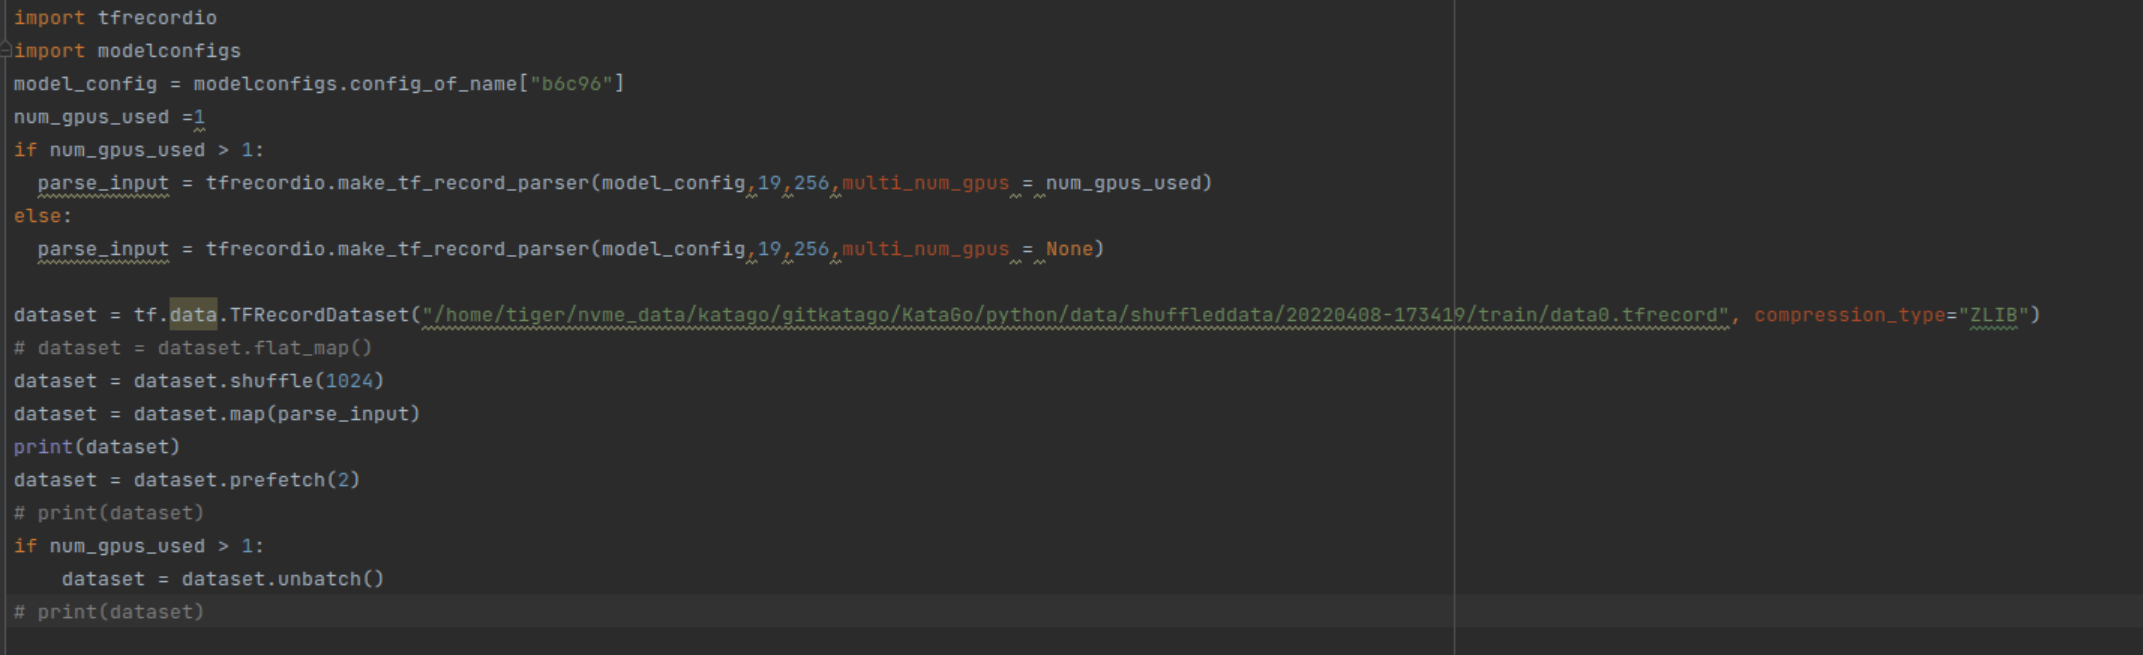 import tfrecordio
import modelconfigs
model_config = modelconfigs.config_of_name["b6c96"]
num_gpus_used =1
if num_gpus_used > 1:
  parse_input = tfrecordio.make_tf_record_parser(model_config,19,256,multi_num_gpus = num_gpus_used)
else:
  parse_input = tfrecordio.make_tf_record_parser(model_config,19,256,multi_num_gpus = None)

dataset = tf.data.TFRecordDataset("/home/tiger/nvme_data/katago/gitkatago/KataGo/python/data/shuffleddata/20220408-173419/train/data0.tfrecord", compression_type="ZLIB")
# dataset = dataset.flat_map()
dataset = dataset.shuffle(1024)
dataset = dataset.map(parse_input)
print(dataset)
dataset = dataset.prefetch(2)
# print(dataset)
if num_gpus_used > 1:
    dataset = dataset.unbatch()
# print(dataset)